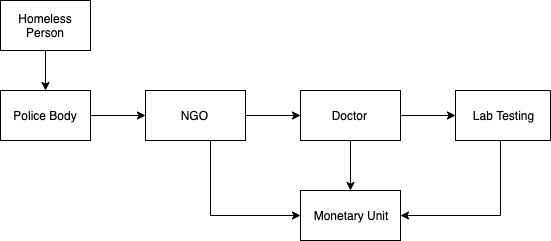 Homeless
Person
Police Body
NGO
Doctor
Lab Testing
Monetary Unit